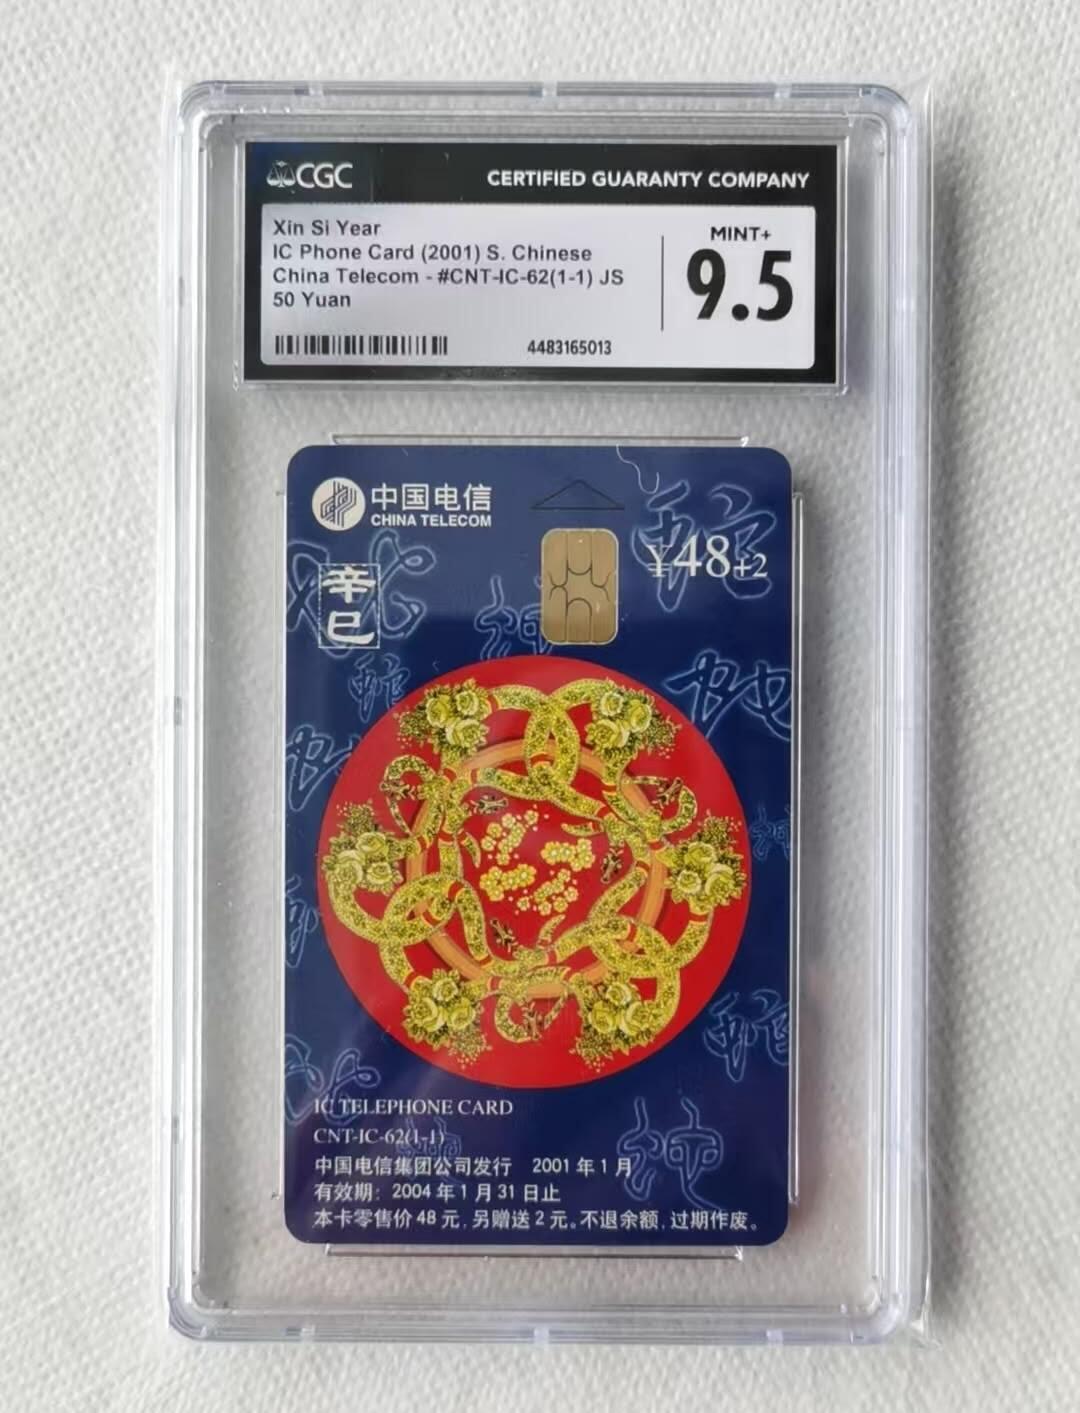 CGC
CERTIFIED GUARANTY COMPANY
Xin Si Year
IC Phone Card (2001) S. Chinese
China Telecom - #CNT-IC-62(1-1) JS
50 Yuan
MINT+
9.5
4483165013
中国电信
CHINA TELECOM
¥48+2
辛巳
IC TELEPHONE CARD
CNT-IC-62(1-1)
中国电信集团公司发行 2001年1月
有效期：2004年1月31日止
本卡零售价48元，另赠送2元。不退余额，过期作废。